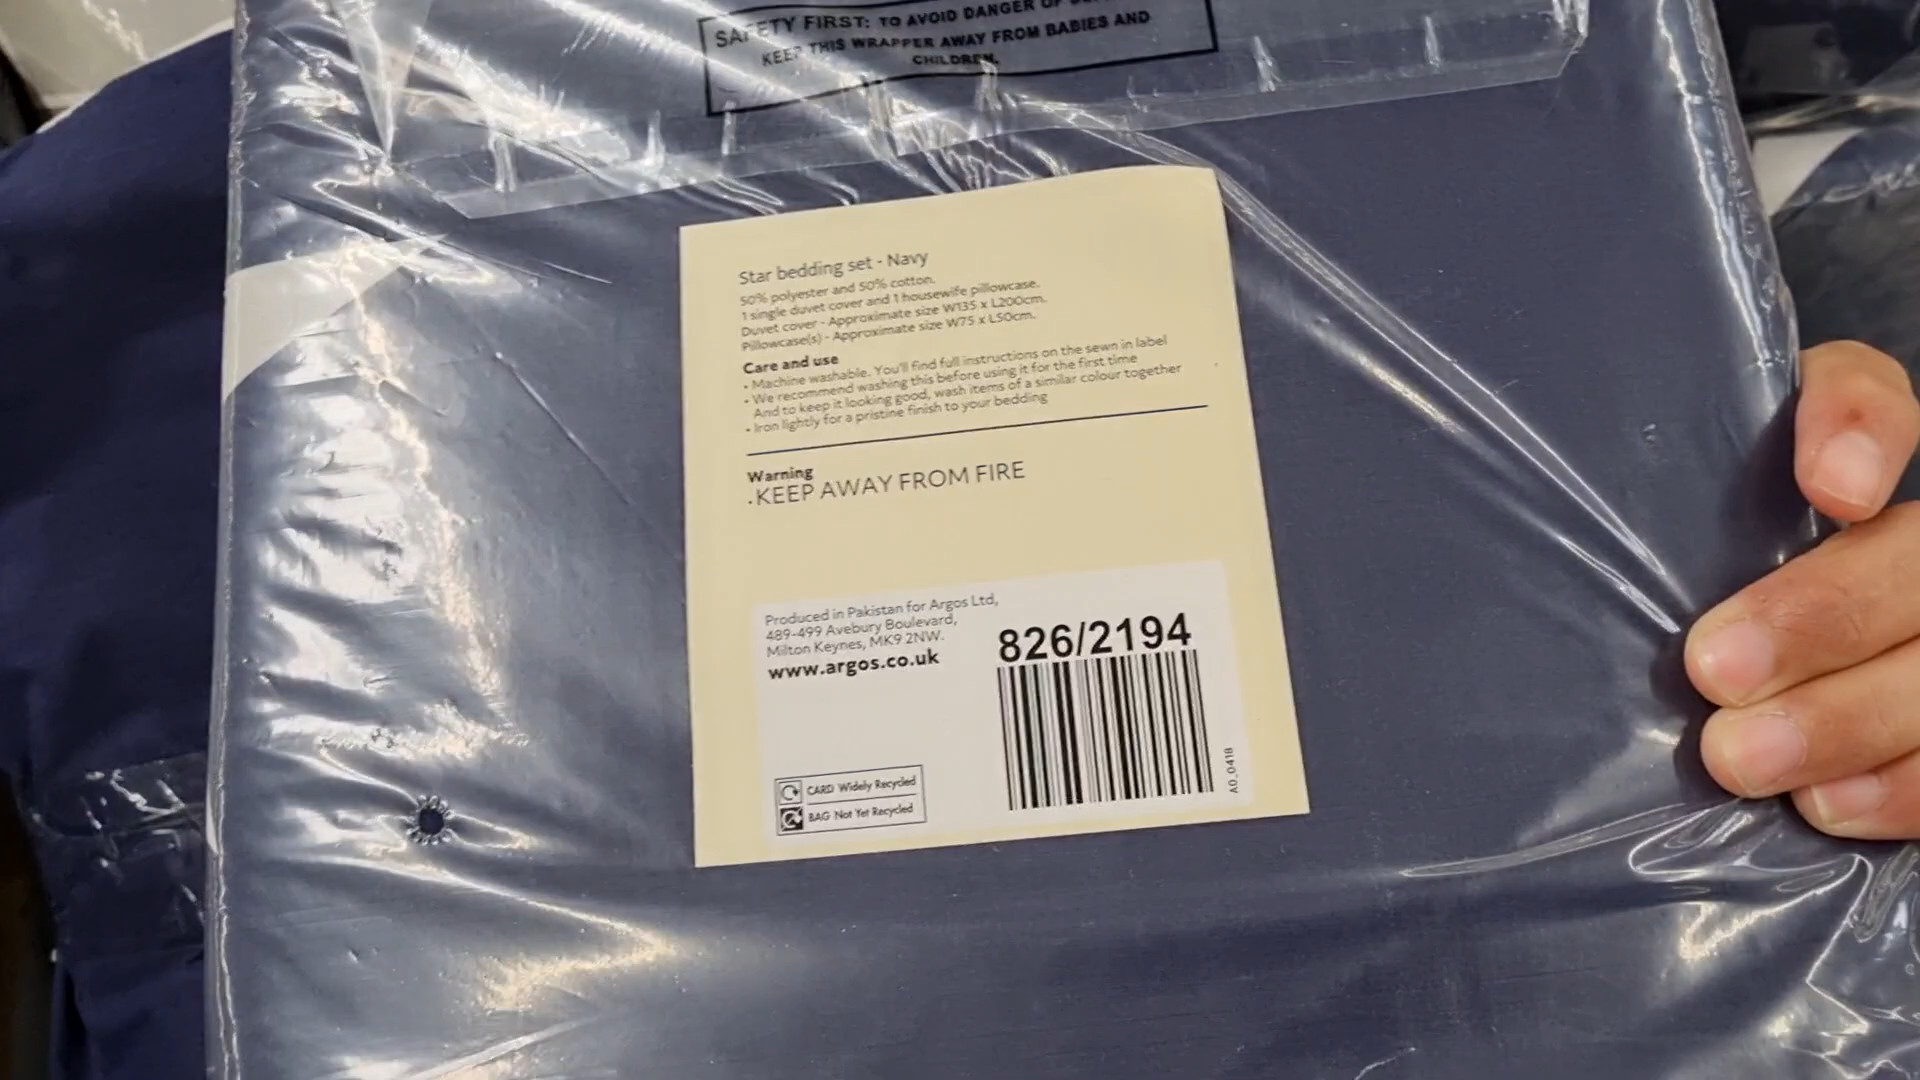 SAFETY FIRST: TO AVOID DANGER OF
KEEP THIS WRAPPER AWAY FROM BABIES AND
CHILDREN.
Star bedding set - Navy
50% polyester and 50% cotton.
1 single duvet cover and 1 housewife pillowcase.
Duvet cover - Approximate size W135 x L200cm.
Pillowcase(s) - Approximate size W75 x L50cm.
Care and use
• Machine washable. You'll find full instructions on the sewn in label
• We recommend washing this before using it for the first time
And to keep it looking good, wash items of a similar colour together
• Iron lightly for a pristine finish to your bedding
Warning
.KEEP AWAY FROM FIRE
Produced in Pakistan for Argos Ltd,
489-499 Avebury Boulevard,
Milton Keynes, MK9 2NW.
www.argos.co.uk
826/2194
AO_0418
CARD Widely Recycled
BAG Not Yet Recycled